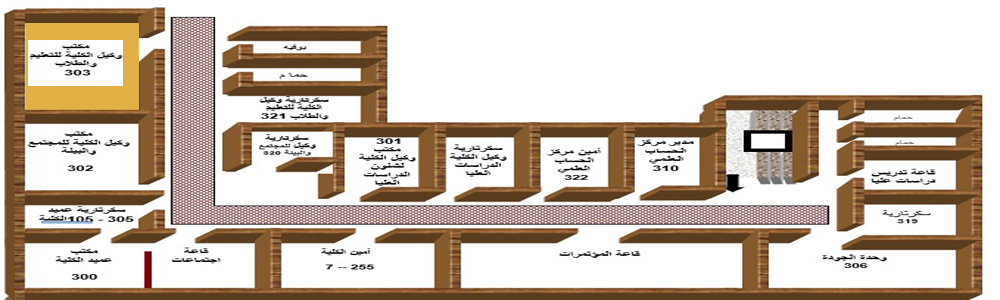 مكتب
وكيل الكلية للتعليم
والطلاب
303
مكتب
وكيل الكلية للمجتمع
والبيئة
302
سكرتارية عميد
الكلية105 - 305
مكتب
عميد الكلية
300
قاعة
اجتماعات
أمين الكلية
7 -- 255
قاعة المؤتمرات
وحدة الجودة
306
بوفيه
حمام
سكرتارية وكيل
الكلية للتعليم
والطلاب 321
سكرتارية
وكيل للمجتمع
والبيئة 320
301
مكتب
وكيل الكلية
لشئون
الدراسات
العليا
سكرتارية
وكيل الكلية
الدراسات
العليا
أمين مركز
الحساب
العلمي
322
مدير مركز
الحساب
العلمي
310
حمام
حمام
قاعة تدريس
دراسات عليا
سكرتارية
319